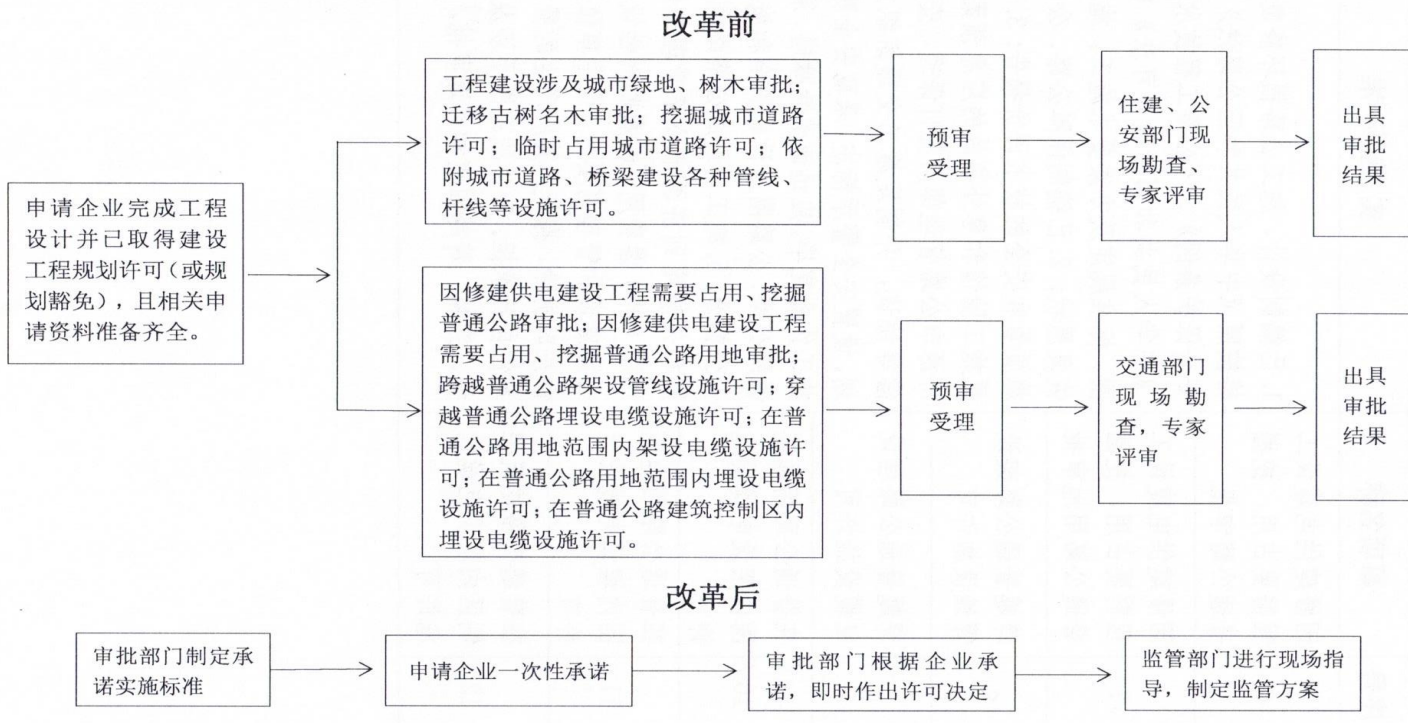 改革前
申请企业完成工程
设计并已取得建设
工程规划许可（或规
划豁免），且相关申
请资料准备齐全。
工程建设涉及城市绿地、树木审批；
迁移古树名木审批；挖掘城市道路
许可；临时占用城市道路许可；依
附城市道路、桥梁建设各种管线、
杆线等设施许可。
预审
受理
住建、公
安部门现
场勘查、
专家评审
出具
审批
结果
因修建供电建设工程需要占用、挖掘
普通公路审批；因修建供电建设工程
需要占用、挖掘普通公路用地审批；
跨越普通公路架设管线设施许可；穿
越普通公路埋设电缆设施许可；在普
通公路用地范围内架设电缆设施许
可；在普通公路用地范围内埋设电缆
设施许可；在普通公路建筑控制区内
埋设电缆设施许可。
预审
受理
交通部门
现场勘
查，专家
评审
出具
审批
结果
改革后
审批部门制定承
诺实施标准
申请企业一次性承诺
审批部门根据企业承
诺，即时作出许可决定
监管部门进行现场指
导，制定监管方案